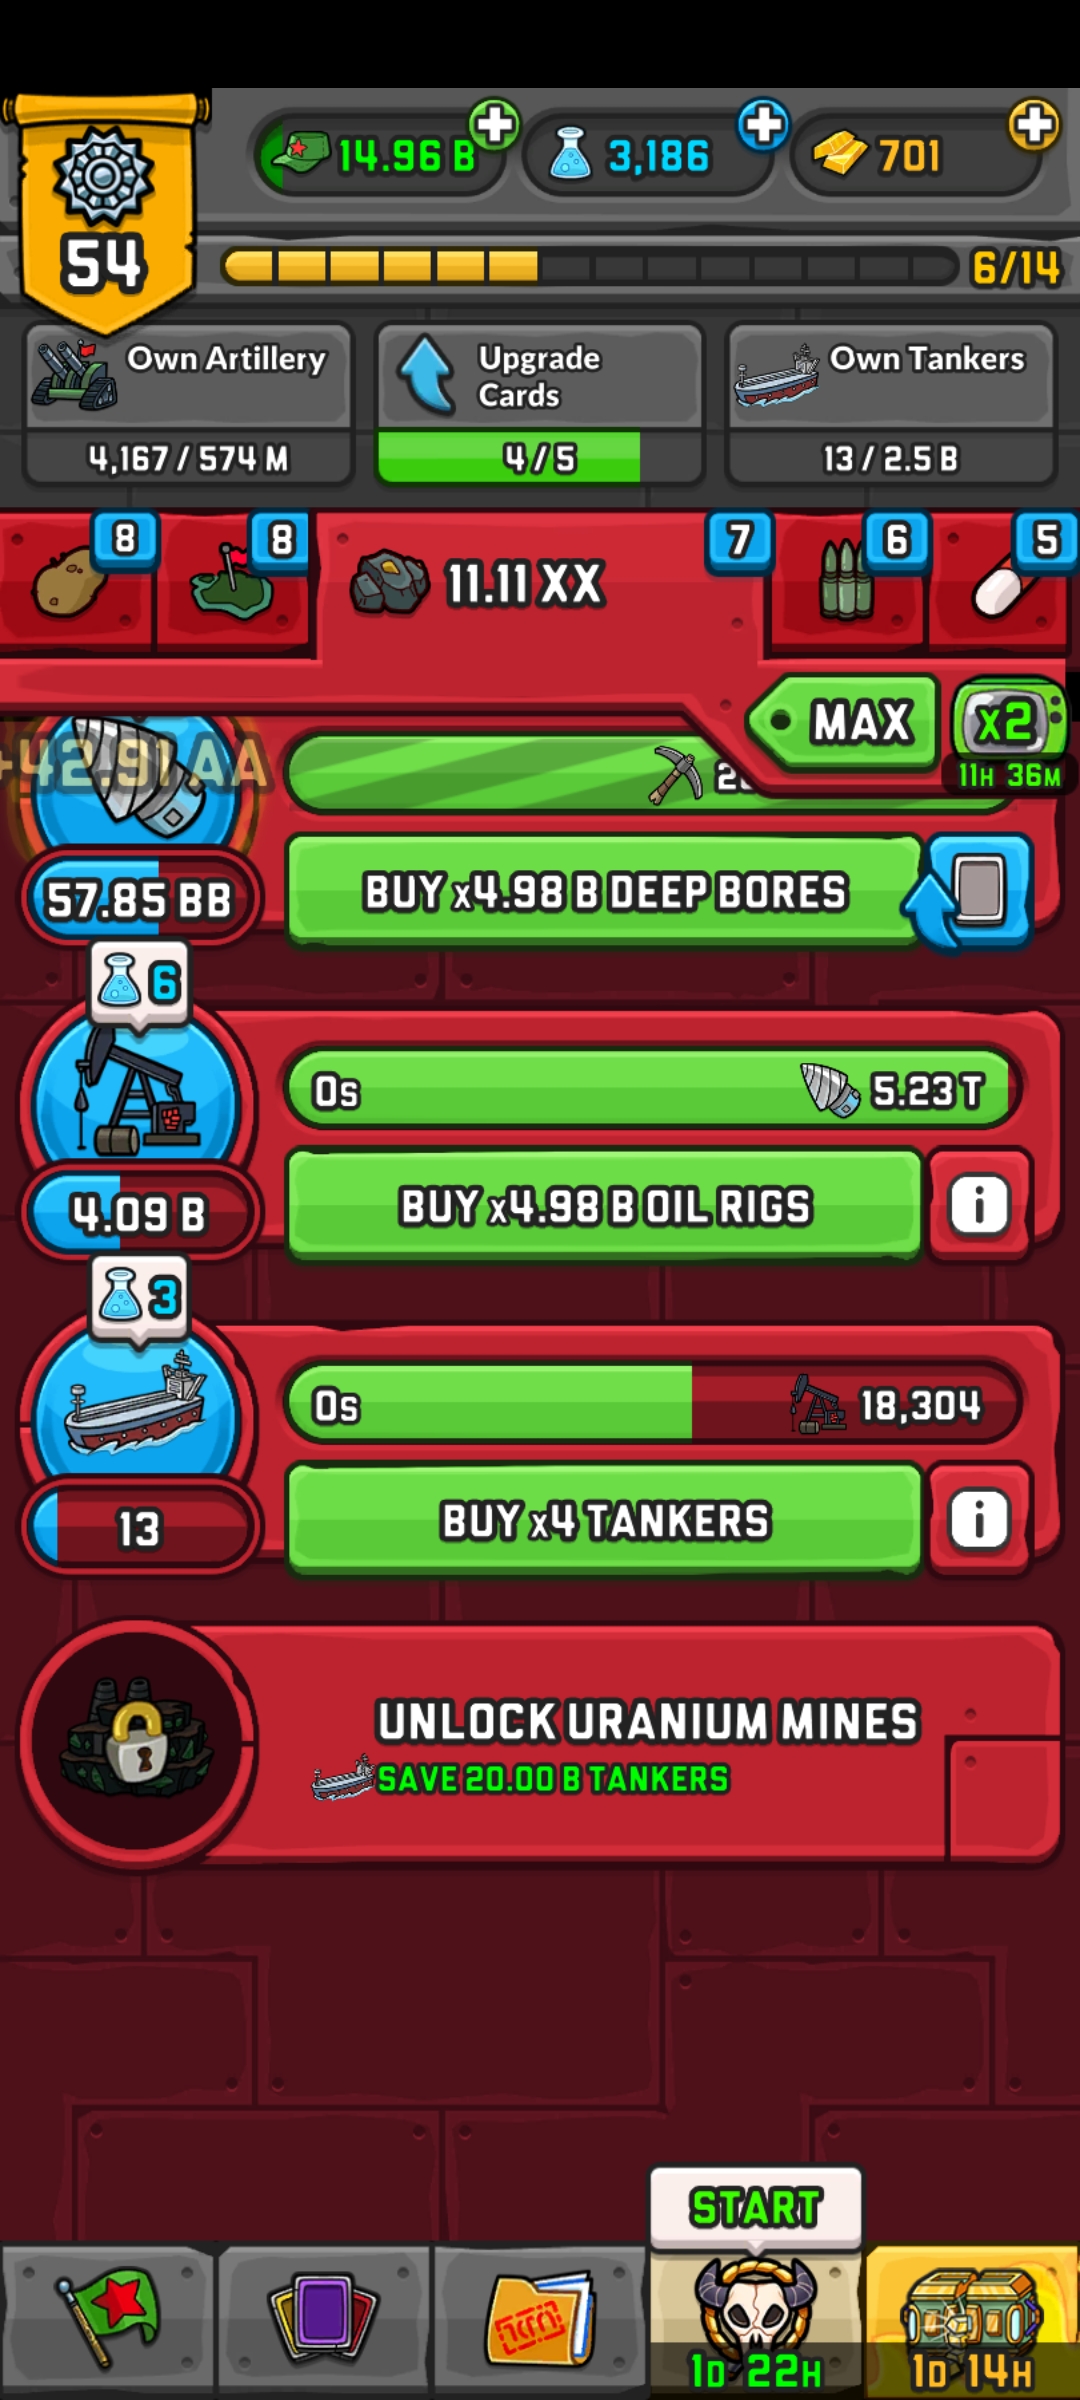 14.96 B
3,186
701
54
6/14
Own Artillery
4,167 / 574 M
Upgrade
Cards
4 / 5
Own Tankers
13 / 2.5 B
8
8
11.11 XX
7
6
5
MAX
x2
11H 36M
+42.91 AA
57.85 BB
BUY x4.98 B DEEP BORES
6
0s
5.23 T
4.09 B
BUY x4.98 B OIL RIGS
i
3
0s
18,304
13
BUY x4 TANKERS
i
UNLOCK URANIUM MINES
SAVE 20.00 B TANKERS
START
1D 22H
1D 14H